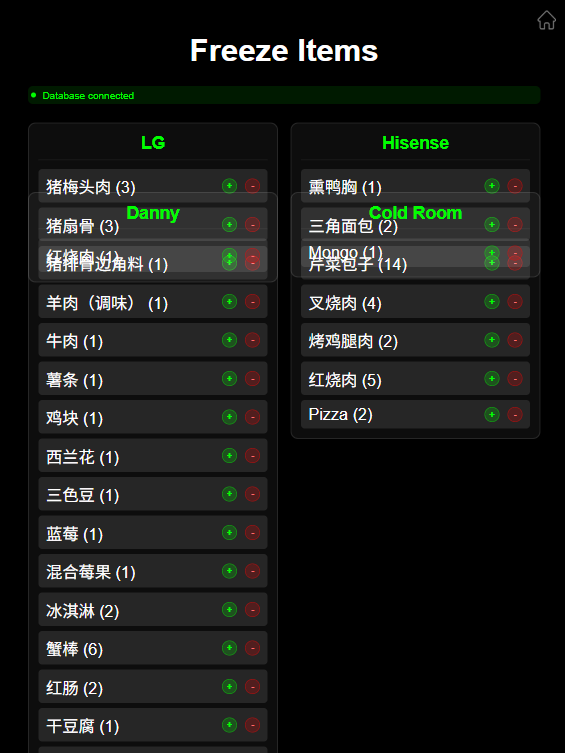 Freeze Items
Database connected
LG
猪梅头肉 (3)
+ -
猪扇骨 (3)
+ -
猪排骨边角料 (1)
+ -
羊肉（调味） (1)
+ -
牛肉 (1)
+ -
薯条 (1)
+ -
鸡块 (1)
+ -
西兰花 (1)
+ -
三色豆 (1)
+ -
蓝莓 (1)
+ -
混合莓果 (1)
+ -
冰淇淋 (2)
+ -
蟹棒 (6)
+ -
红肠 (2)
+ -
干豆腐 (1)
+ -
Danny
红烧肉 (1)
+ -
Hisense
熏鸭胸 (1)
+ -
三角面包 (2)
+ -
芹菜包子 (14)
+ -
叉烧肉 (4)
+ -
烤鸡腿肉 (2)
+ -
红烧肉 (5)
+ -
Pizza (2)
+ -
Cold Room
Mongo (1)
+ -